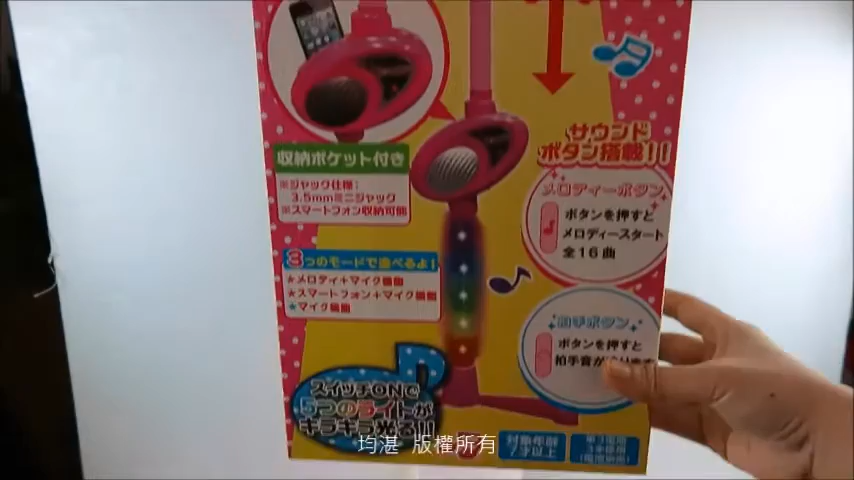 サウンド
ボタン搭載!!
収納ポケット付き
※ジャック仕様:
3.5mmミニジャック
※スマートフォン収納可能
メロディーボタン
ボタンを押すと
メロディースタート
全16曲
3つのモードで遊べるよ!
★メロディ+マイク機能
★スマートフォン+マイク機能
★マイク機能
拍手ボタン
ボタンを押すと
拍手音が
スイッチONで
5つのライトが
キラキラ光る!!
対象年齢
7才以上
均湛 版權所有